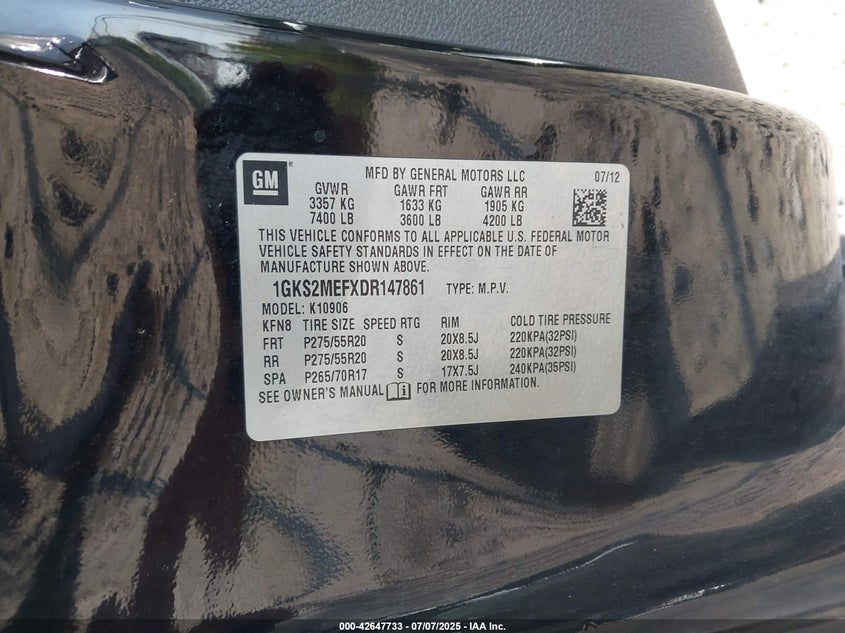 GM
MFD BY GENERAL MOTORS LLC 07/12
GVWR GAWR FRT GAWR RR
3357 KG 1633 KG 1905 KG
7400 LB 3600 LB 4200 LB
THIS VEHICLE CONFORMS TO ALL APPLICABLE U.S. FEDERAL MOTOR
VEHICLE SAFETY STANDARDS IN EFFECT ON THE DATE OF
MANUFACTURE SHOWN ABOVE.
1GKS2MEFXDR147861 TYPE: M.P.V.
MODEL: K10906
KFN8 TIRE SIZE SPEED RTG RIM COLD TIRE PRESSURE
FRT P275/55R20 S 20X8.5J 220KPA(32PSI)
RR P275/55R20 S 20X8.5J 220KPA(32PSI)
SPA P265/70R17 S 17X7.5J 240KPA(35PSI)
SEE OWNER'S MANUAL FOR MORE INFORMATION.
000-42647733 - 07/07/2025 - IAA Inc.